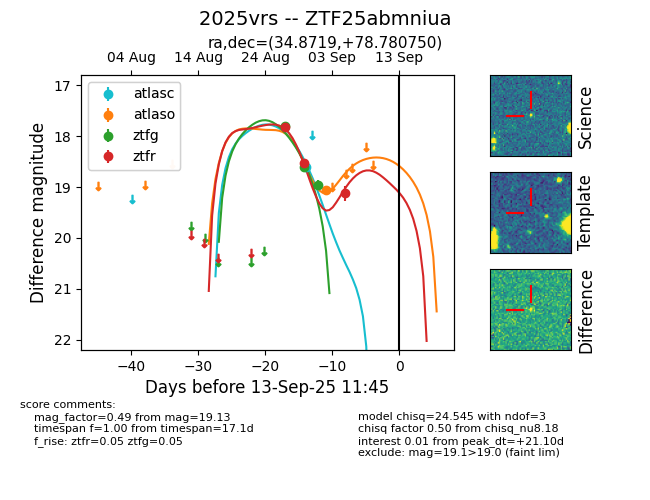 2025vrs -- ZTF25abmniua
ra,dec=(34.8719,+78.780750)
04 Aug 14 Aug 24 Aug 03 Sep 13 Sep
17
18
19
20
21
22
Difference magnitude
atlasc
atlaso
ztfg
ztfr
−40 −30 −20 −10 0
Days before 13-Sep-25 11:45
Science
Template
Difference
score comments:
mag_factor=0.49 from mag=19.13
timespan f=1.00 from timespan=17.1d
f_rise: ztfr=0.05 ztfg=0.05
model chisq=24.545 with ndof=3
chisq factor 0.50 from chisq_nu8.18
interest 0.01 from peak_dt=+21.10d
exclude: mag=19.1>19.0 (faint lim)